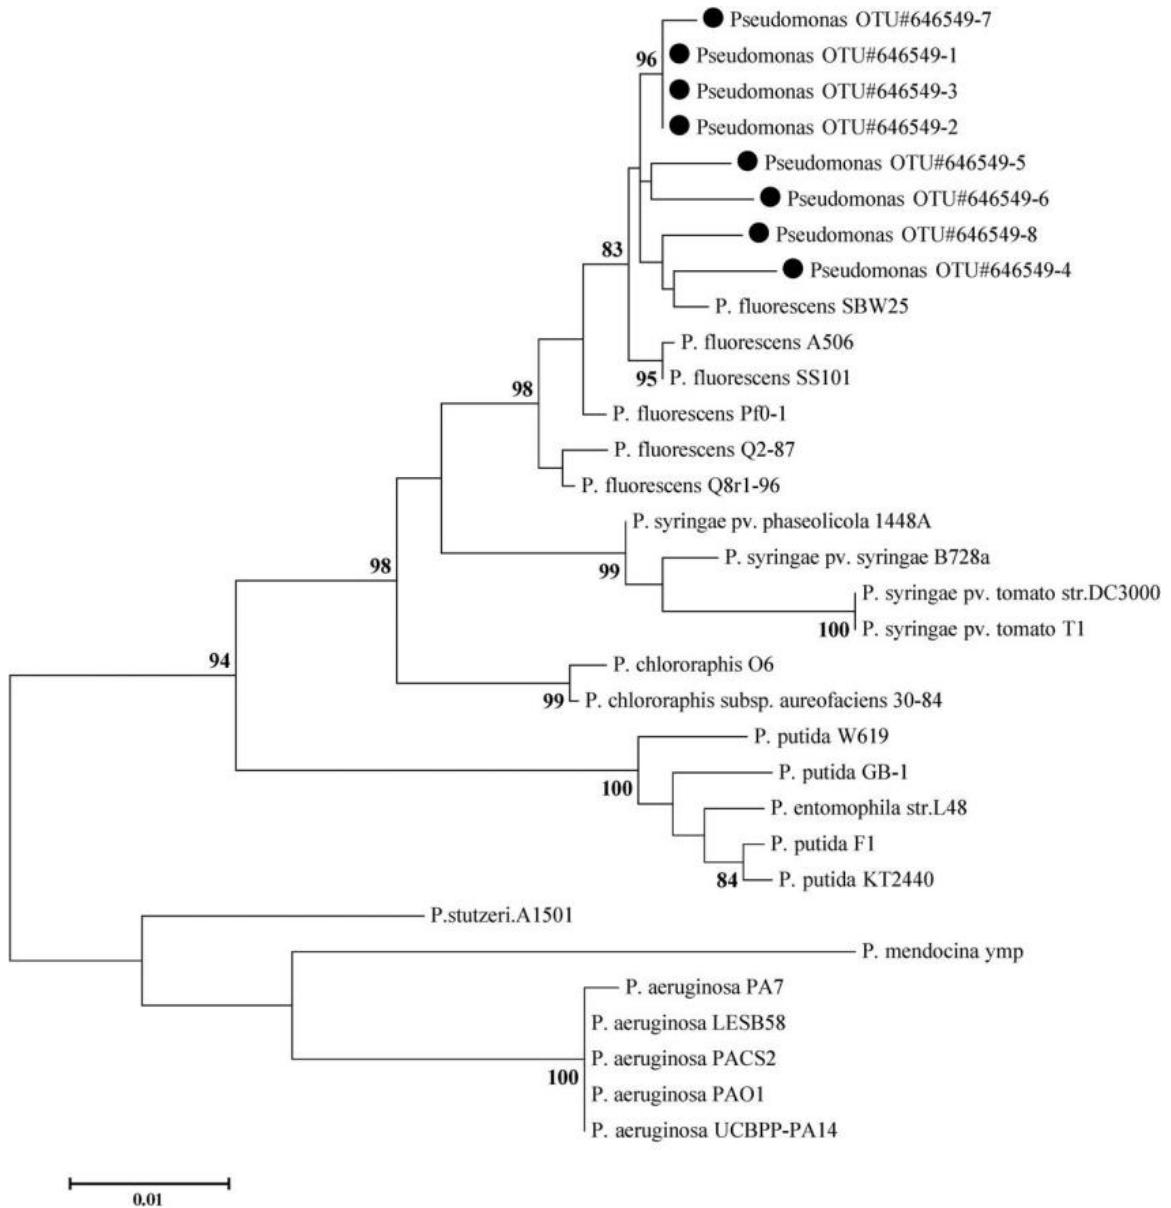 Pseudomonas OTU#646549-7
96
Pseudomonas OTU#646549-1
Pseudomonas OTU#646549-3
Pseudomonas OTU#646549-2
Pseudomonas OTU#646549-5
Pseudomonas OTU#646549-6
Pseudomonas OTU#646549-8
83
Pseudomonas OTU#646549-4
P. fluorescens SBW25
P. fluorescens A506
95
P. fluorescens SS101
98
P. fluorescens Pf0-1
P. fluorescens Q2-87
P. fluorescens Q8r1-96
P. syringae pv. phaseolicola 1448A
98
99
P. syringae pv. syringae B728a
P. syringae pv. tomato str.DC3000
100
P. syringae pv. tomato T1
94
P. chlororaphis O6
99
P. chlororaphis subsp. aureofaciens 30-84
P. putida W619
P. putida GB-1
100
P. entomophila str.L48
P. putida F1
84
P. putida KT2440
P.stutzeri.A1501
P. mendocina ymp
P. aeruginosa PA7
P. aeruginosa LESB58
P. aeruginosa PACS2
100
P. aeruginosa PAO1
P. aeruginosa UCBPP-PA14
0.01